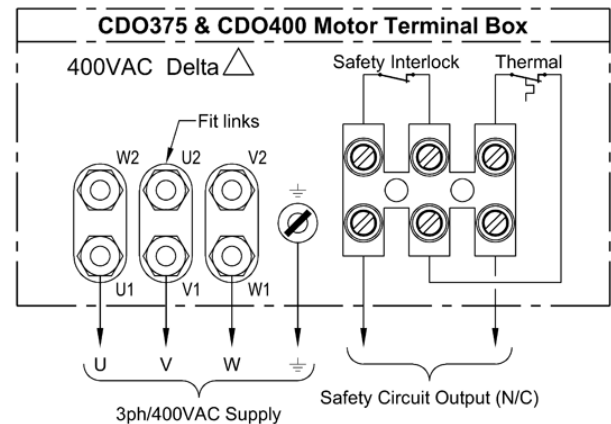 CDO375 & CDO400 Motor Terminal Box
400VAC Delta
Safety Interlock
Thermal
Fit links
W2
U2
V2
U1
V1
W1
U
V
W
3ph/400VAC Supply
Safety Circuit Output (N/C)